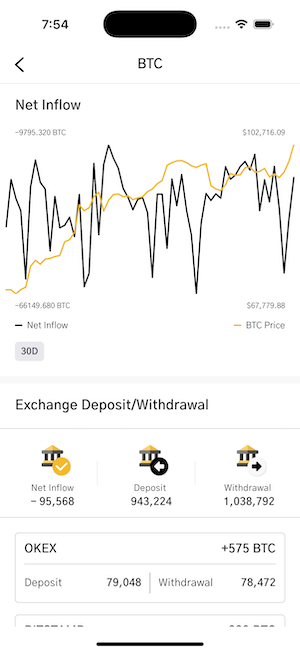 7:54
BTC
Net Inflow
−9795.320 BTC $102,716.09
−66149.680 BTC $67,779.88
Net Inflow BTC Price
30D
Exchange Deposit/Withdrawal
Net Inflow Deposit Withdrawal
− 95,568 943,224 1,038,792
OKEX +575 BTC
Deposit 79,048 Withdrawal 78,472